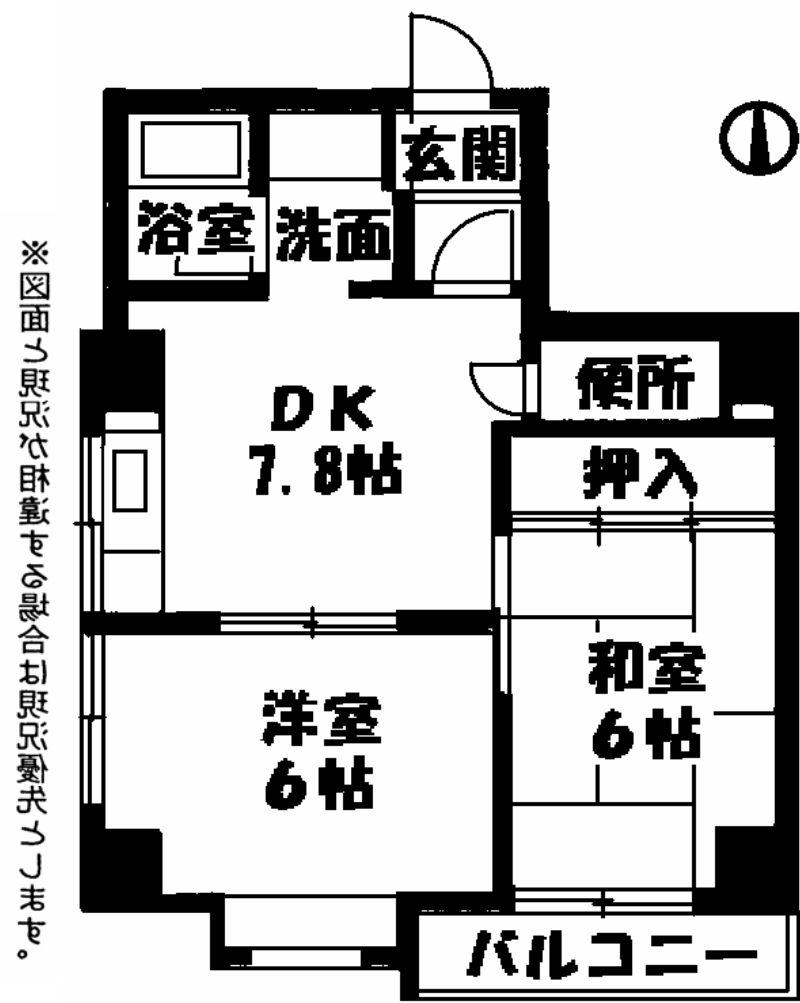 玄関
浴室
洗面
便所
DK
7.8帖
押入
和室
6帖
洋室
6帖
バルコニー
※図面と現況が相違する場合は現況優先とします。